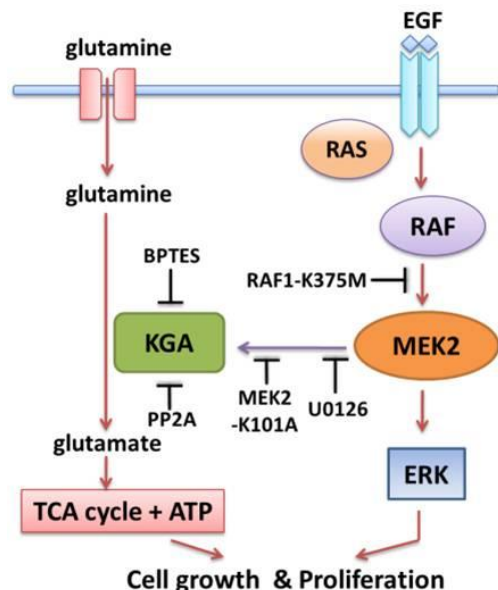 EGF
glutamine
RAS
glutamine
RAF
BPTES
RAF1-K375M
KGA
MEK2
PP2A
MEK2
-K101A
U0126
glutamate
ERK
TCA cycle + ATP
Cell growth & Proliferation